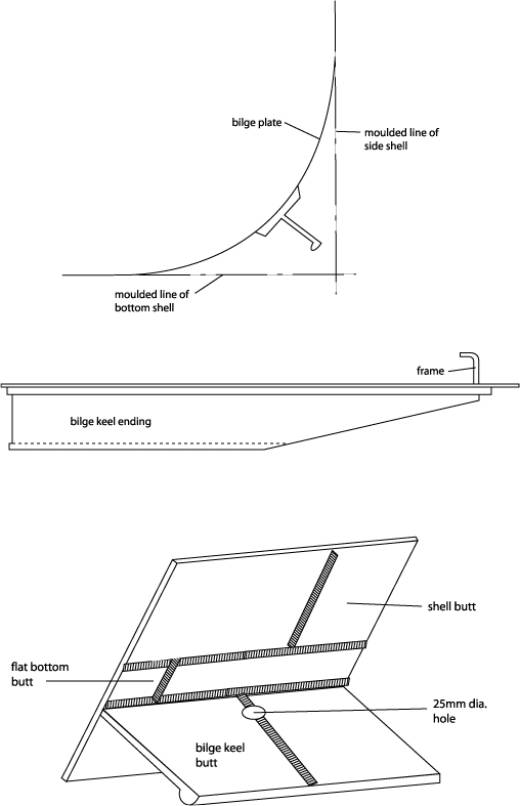 bilge plate
moulded line of
side shell
moulded line of
bottom shell
frame
bilge keel ending
shell butt
flat bottom
butt
25mm dia.
hole
bilge keel
butt